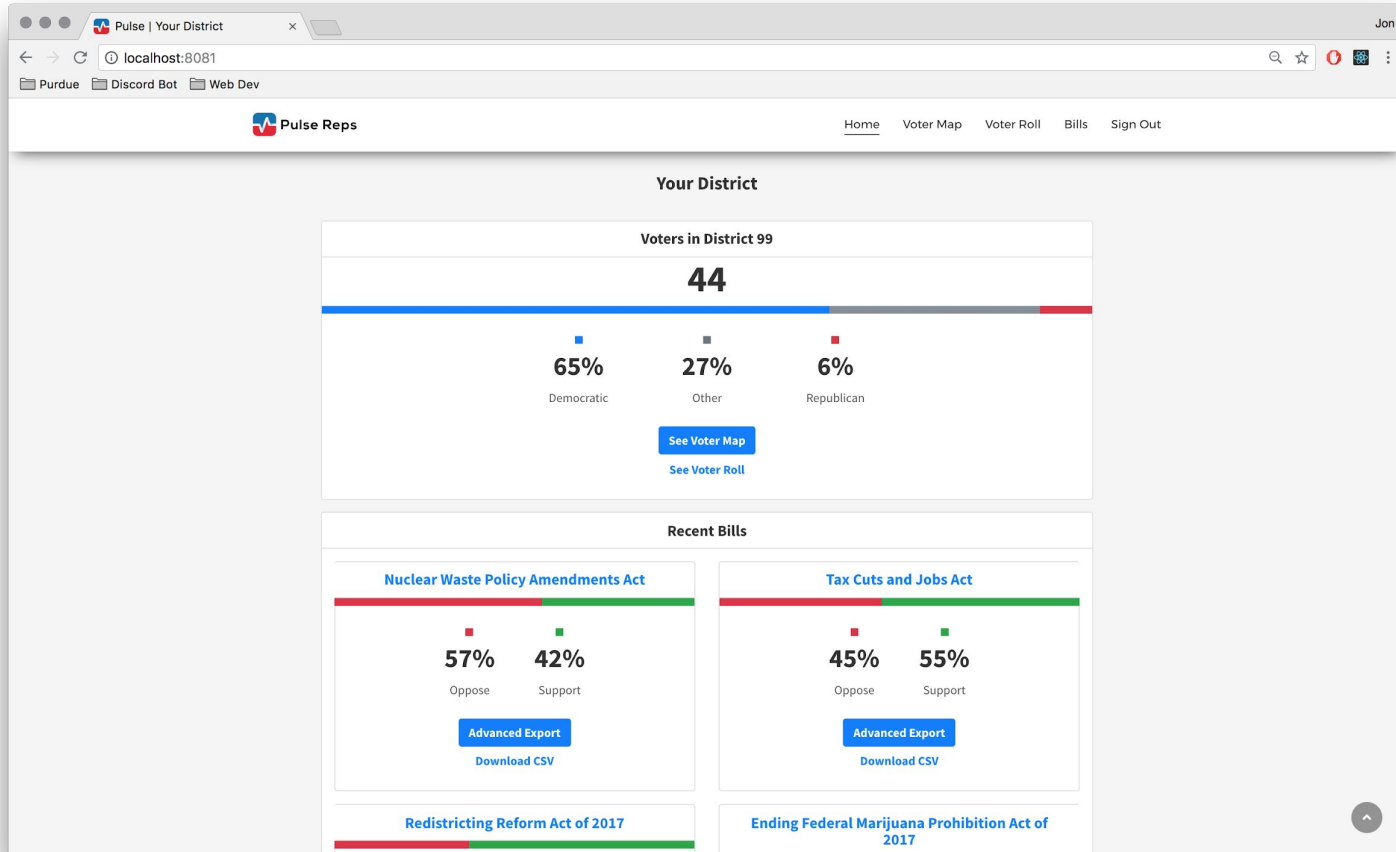 Pulse | Your District
Jon
localhost:8081
Purdue Discord Bot Web Dev
Pulse Reps Home Voter Map Voter Roll Bills Sign Out
Your District
Voters in District 99
44
65% 27% 6%
Democratic Other Republican
See Voter Map
See Voter Roll
Recent Bills
Nuclear Waste Policy Amendments Act
57% 42%
Oppose Support
Advanced Export
Download CSV
Tax Cuts and Jobs Act
45% 55%
Oppose Support
Advanced Export
Download CSV
Redistricting Reform Act of 2017
Ending Federal Marijuana Prohibition Act of
2017